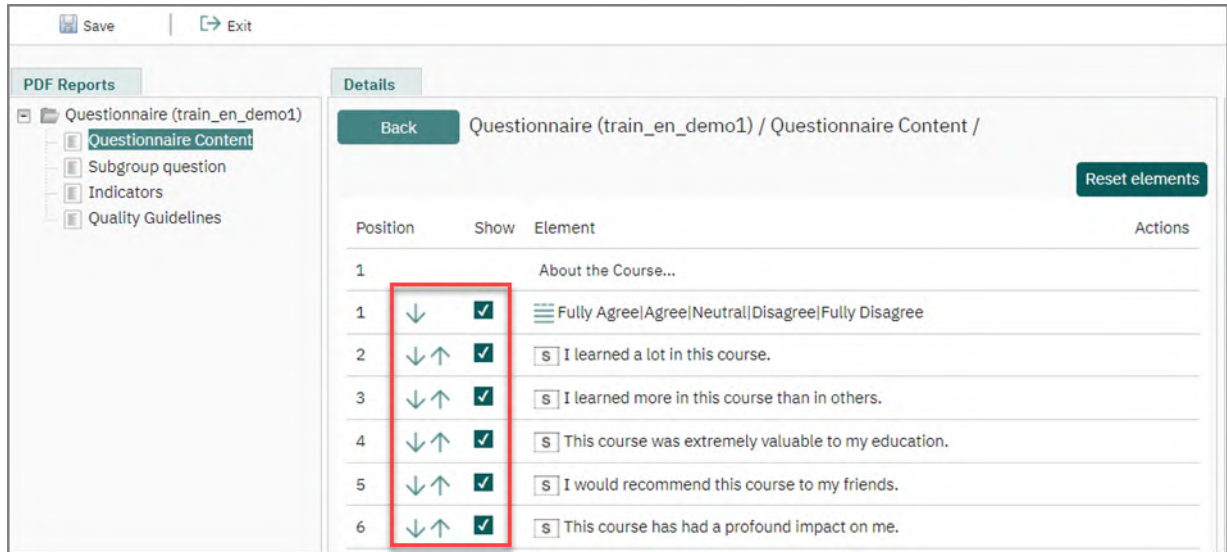 Save | Exit
PDF Reports
Questionnaire (train_en_demo1)
Questionnaire Content
Subgroup question
Indicators
Quality Guidelines
Details
Back Questionnaire (train_en_demo1) / Questionnaire Content /
Reset elements
Position Show Element Actions
1 About the Course...
1 Fully Agree|Agree|Neutral|Disagree|Fully Disagree
2 S I learned a lot in this course.
3 S I learned more in this course than in others.
4 S This course was extremely valuable to my education.
5 S I would recommend this course to my friends.
6 S This course has had a profound impact on me.